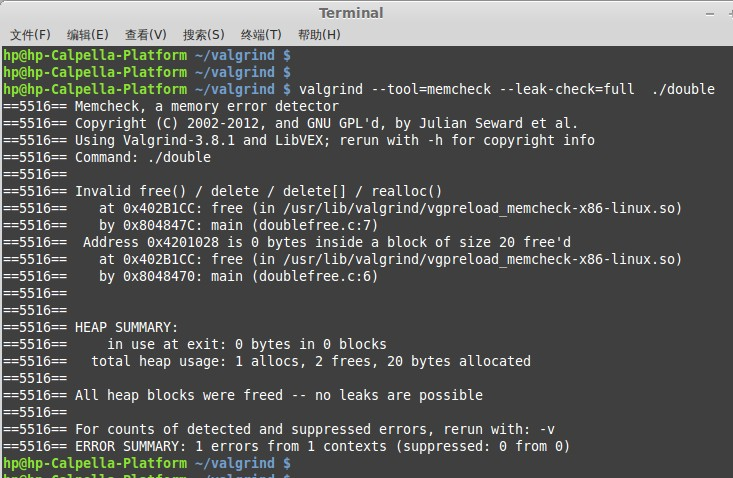 Terminal
文件(F) 编辑(E) 查看(V) 搜索(S) 终端(T) 帮助(H)
hp@hp-Calpella-Platform ~/valgrind $
hp@hp-Calpella-Platform ~/valgrind $
hp@hp-Calpella-Platform ~/valgrind $ valgrind --tool=memcheck --leak-check=full  ./double
==5516== Memcheck, a memory error detector
==5516== Copyright (C) 2002-2012, and GNU GPL'd, by Julian Seward et al.
==5516== Using Valgrind-3.8.1 and LibVEX; rerun with -h for copyright info
==5516== Command: ./double
==5516==
==5516== Invalid free() / delete / delete[] / realloc()
==5516==    at 0x402B1CC: free (in /usr/lib/valgrind/vgpreload_memcheck-x86-linux.so)
==5516==    by 0x804847C: main (doublefree.c:7)
==5516==  Address 0x4201028 is 0 bytes inside a block of size 20 free'd
==5516==    at 0x402B1CC: free (in /usr/lib/valgrind/vgpreload_memcheck-x86-linux.so)
==5516==    by 0x8048470: main (doublefree.c:6)
==5516==
==5516==
==5516== HEAP SUMMARY:
==5516==     in use at exit: 0 bytes in 0 blocks
==5516==   total heap usage: 1 allocs, 2 frees, 20 bytes allocated
==5516==
==5516== All heap blocks were freed -- no leaks are possible
==5516==
==5516== For counts of detected and suppressed errors, rerun with: -v
==5516== ERROR SUMMARY: 1 errors from 1 contexts (suppressed: 0 from 0)
hp@hp-Calpella-Platform ~/valgrind $